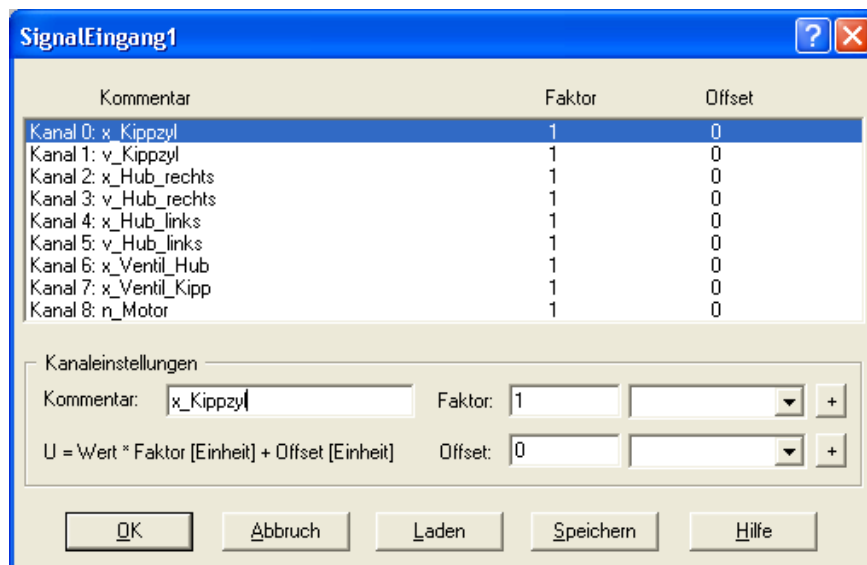 SignalEingang1
Kommentar Faktor Offset
Kanal 0: x_Kippzyl 1 0
Kanal 1: v_Kippzyl 1 0
Kanal 2: x_Hub_rechts 1 0
Kanal 3: v_Hub_rechts 1 0
Kanal 4: x_Hub_links 1 0
Kanal 5: v_Hub_links 1 0
Kanal 6: x_Ventil_Hub 1 0
Kanal 7: x_Ventil_Kipp 1 0
Kanal 8: n_Motor 1 0
Kanaleinstellungen
Kommentar: x_Kippzyl Faktor: 1 +
U = Wert * Faktor [Einheit] + Offset [Einheit] Offset: 0 +
OK Abbruch Laden Speichern Hilfe